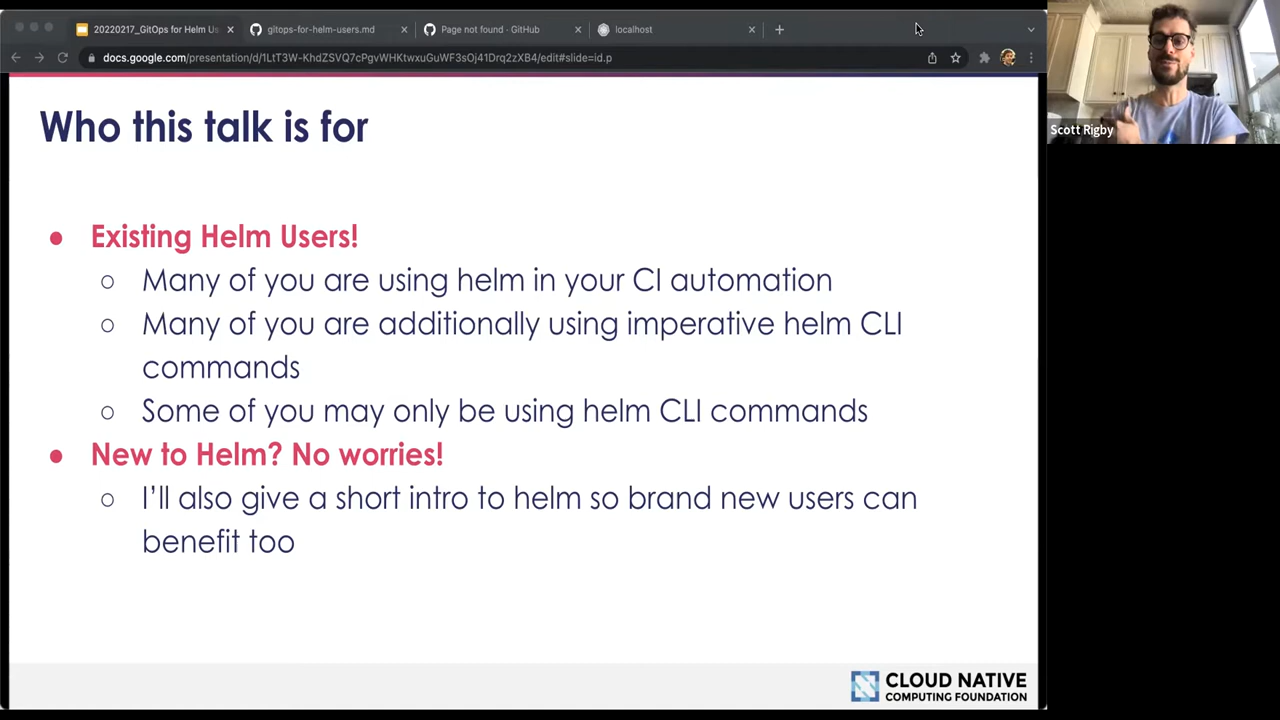 20220217_GitOps for Helm Us
gitops-for-helm-users.md
Page not found · GitHub
localhost
docs.google.com/presentation/d/1LtT3W-KhdZSVQ7cPgvWHKtwxuGuWF3sOj41Drq2zXB4/edit#slide=id.p
Scott Rigby
Who this talk is for
● Existing Helm Users!
○ Many of you are using helm in your CI automation
○ Many of you are additionally using imperative helm CLI
commands
○ Some of you may only be using helm CLI commands
● New to Helm? No worries!
○ I’ll also give a short intro to helm so brand new users can
benefit too
CLOUD NATIVE
COMPUTING FOUNDATION